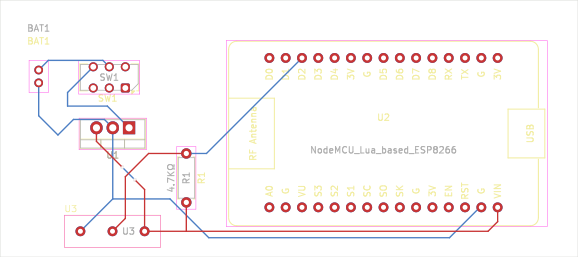 BAT1
BAT1
SW1
SW1
U1
4.7KΩ
R1
R1
U3
U3
D0 D1 D2 D3 D4 3V G D5 D6 D7 D8 RX TX G 3V
U2
RF Antenna
USB
NodeMCU_Lua_based_ESP8266
A0 G VU S3 S2 S1 SC SO SK G 3V EN RST G VIN